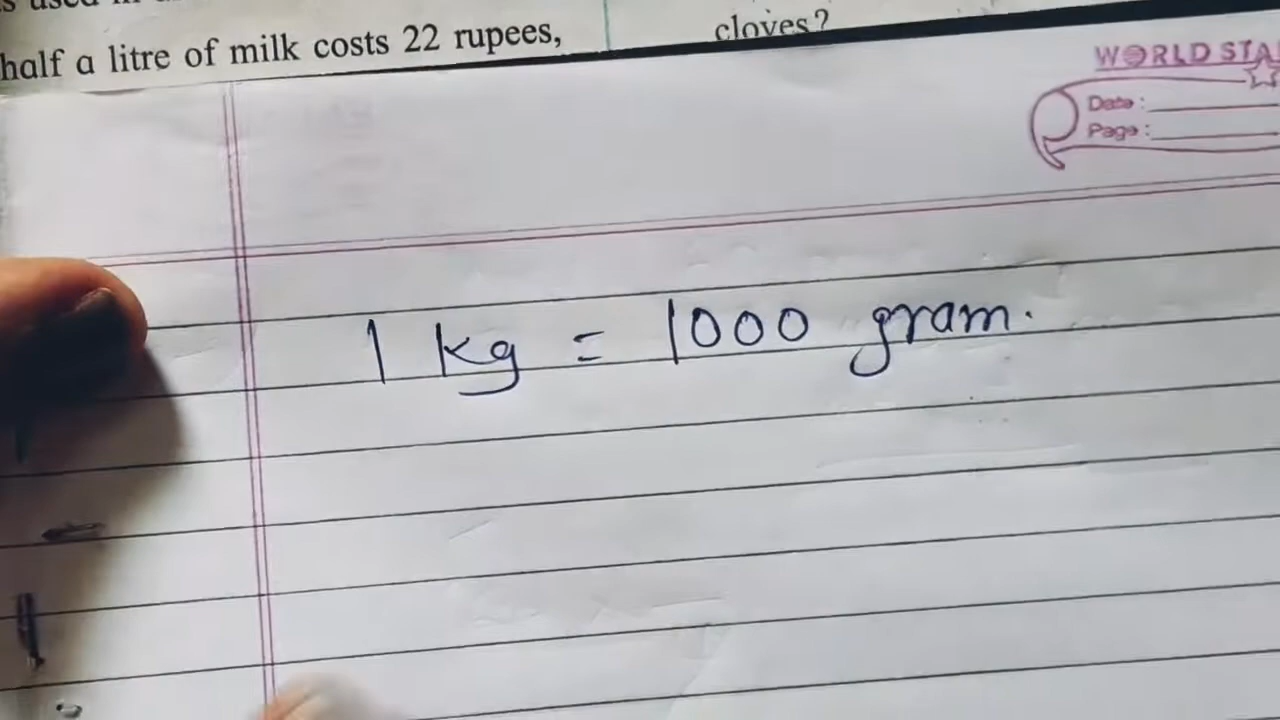 half a litre of milk costs 22 rupees,
cloves?
WORLD STA
Date :
Page :
1 kg = 1000 gram.